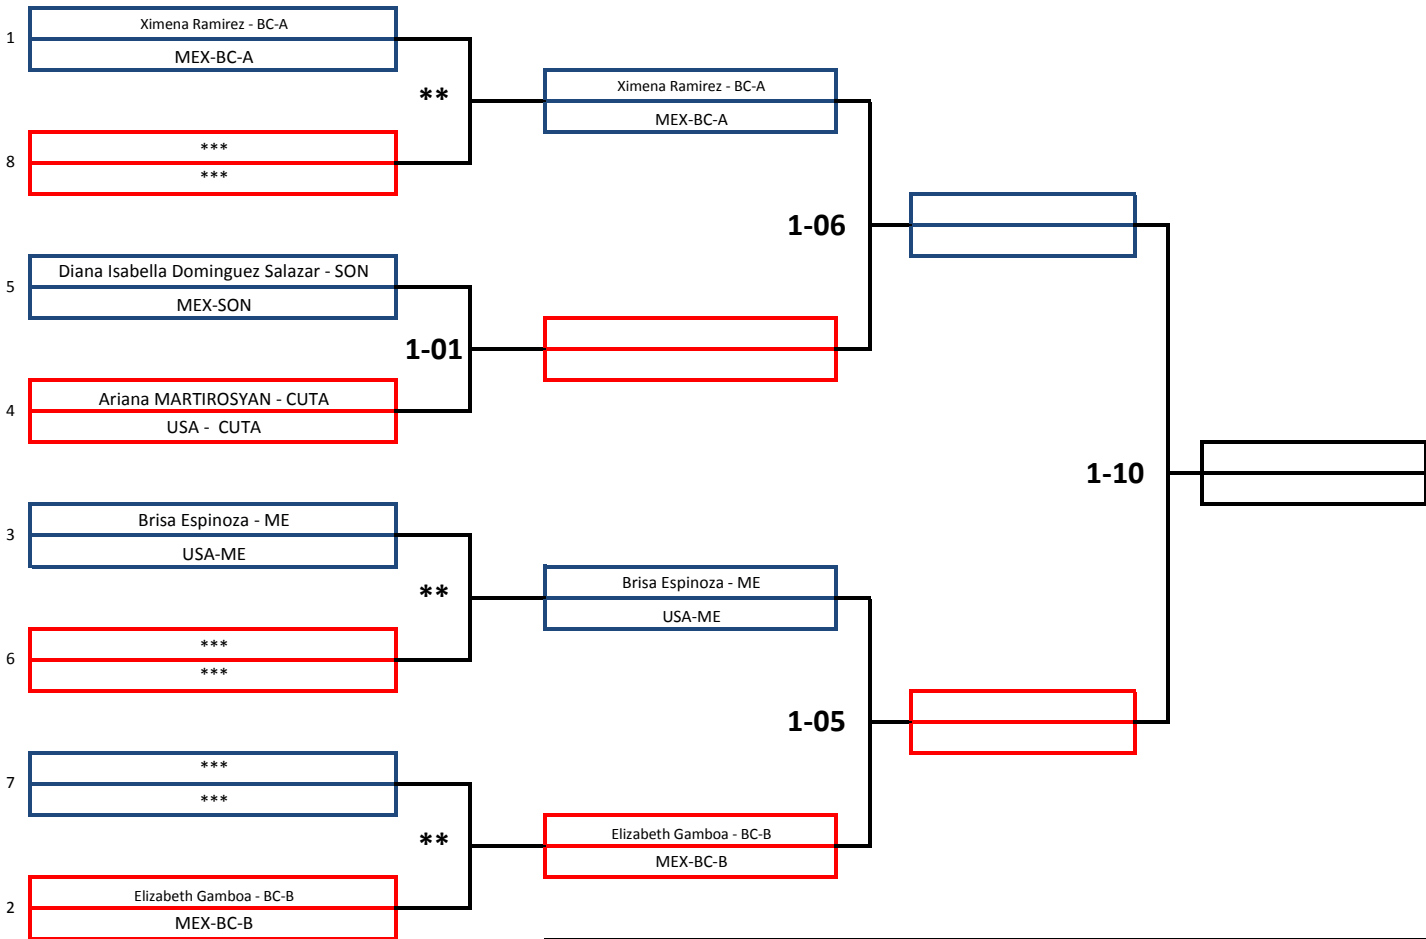 Ximena Ramirez - BC-A
1
MEX-BC-A
**
Ximena Ramirez - BC-A
MEX-BC-A
***
8
***
1-06
Diana Isabella Dominguez Salazar - SON
5
MEX-SON
1-01
Ariana MARTIROSYAN - CUTA
4
USA - CUTA
1-10
Brisa Espinoza - ME
3
USA-ME
**
Brisa Espinoza - ME
USA-ME
***
6
***
1-05
***
7
***
**
Elizabeth Gamboa - BC-B
MEX-BC-B
Elizabeth Gamboa - BC-B
2
MEX-BC-B